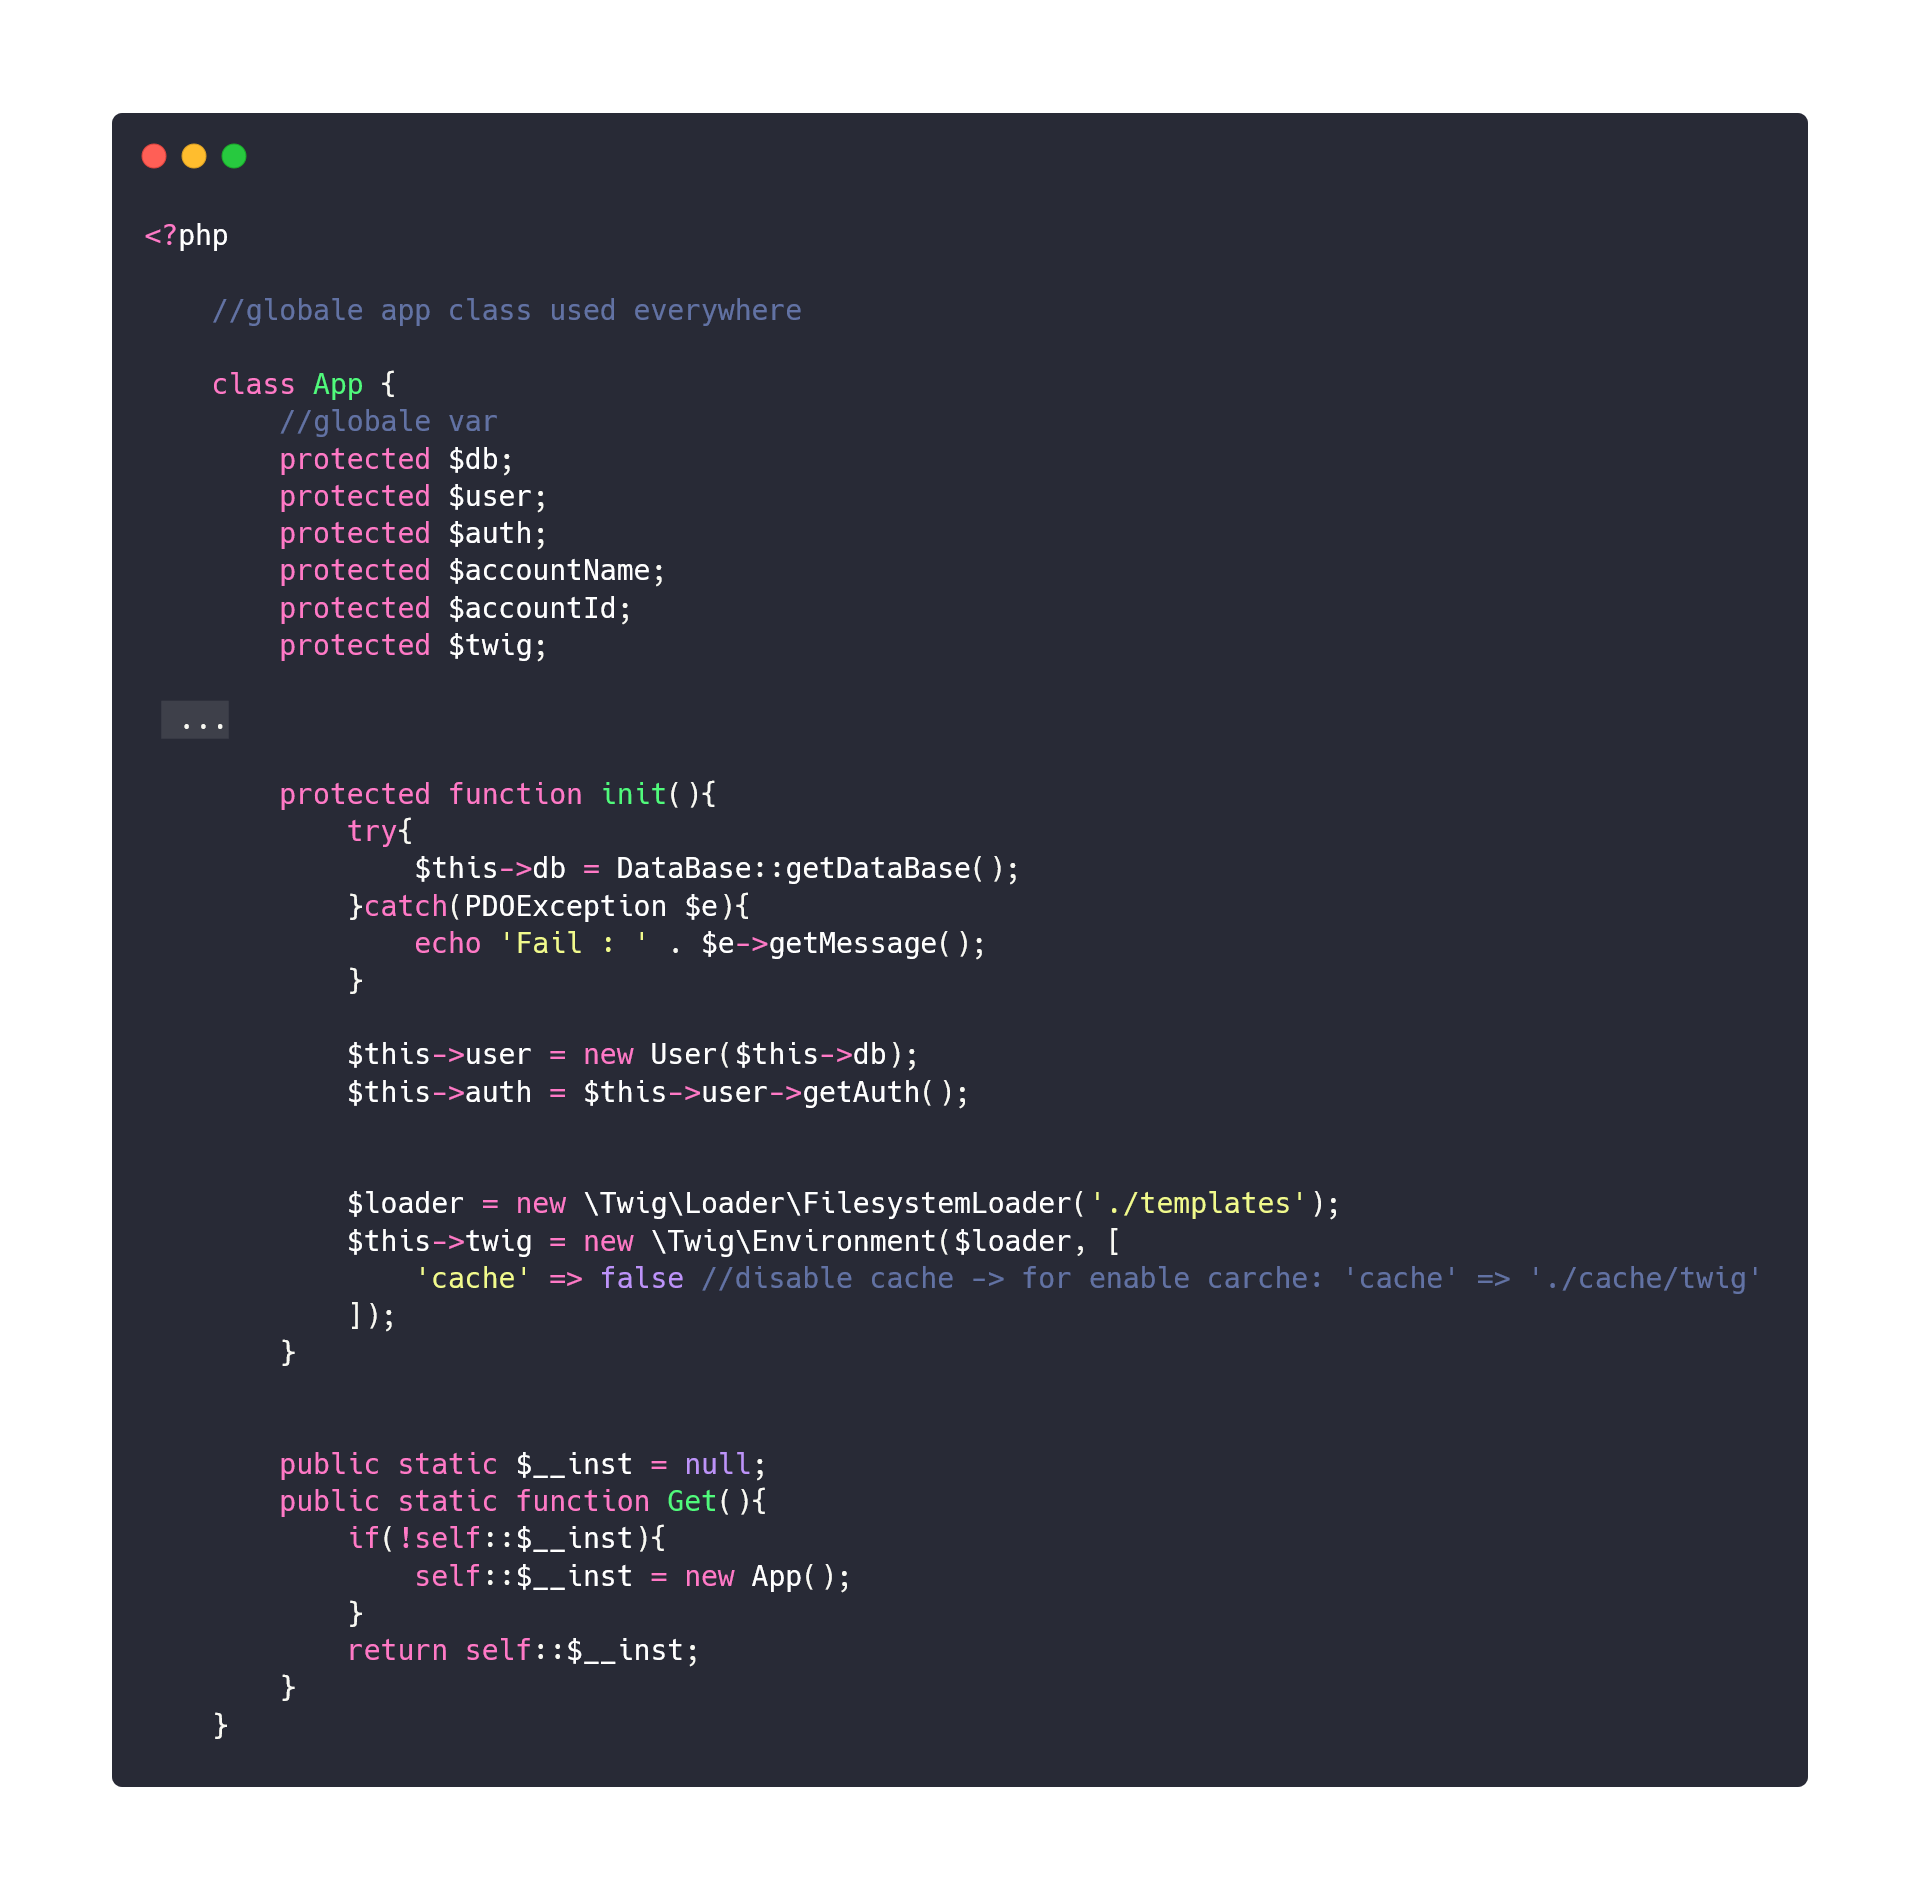 <?php
//globale app class used everywhere
class App {
//globale var
protected $db;
protected $user;
protected $auth;
protected $accountName;
protected $accountId;
protected $twig;
...
protected function init(){
try{
$this->db = DataBase::getDataBase();
}catch(PDOException $e){
echo 'Fail : ' . $e->getMessage();
}
$this->user = new User($this->db);
$this->auth = $this->user->getAuth();
$loader = new \Twig\Loader\FilesystemLoader('./templates');
$this->twig = new \Twig\Environment($loader, [
'cache' => false //disable cache -> for enable carche: 'cache' => './cache/twig'
]);
}
public static $__inst = null;
public static function Get(){
if(!self::$__inst){
self::$__inst = new App();
}
return self::$__inst;
}
}